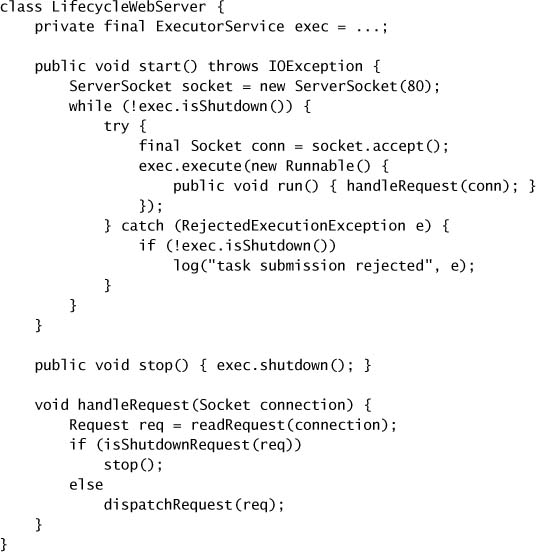 class LifecycleWebServer {
    private final ExecutorService exec = ...;

    public void start() throws IOException {
        ServerSocket socket = new ServerSocket(80);
        while (!exec.isShutdown()) {
            try {
                final Socket conn = socket.accept();
                exec.execute(new Runnable() {
                    public void run() { handleRequest(conn); }
                });
            } catch (RejectedExecutionException e) {
                if (!exec.isShutdown())
                    log("task submission rejected", e);
            }
        }
    }

    public void stop() { exec.shutdown(); }

    void handleRequest(Socket connection) {
        Request req = readRequest(connection);
        if (isShutdownRequest(req))
            stop();
        else
            dispatchRequest(req);
    }
}